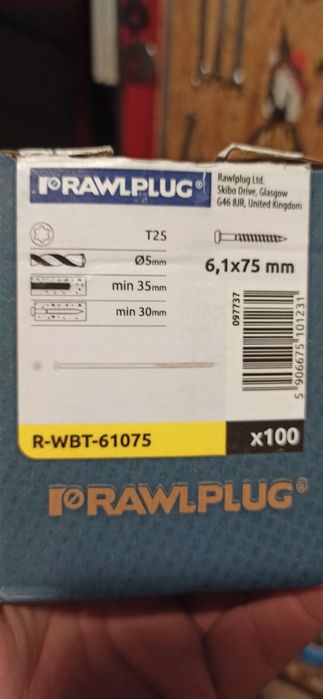 RAWLPLUG®
Rawlplug Ltd.
Skibo Drive, Glasgow
G46 8JR, United Kingdom
T25
Ø5mm
6,1x75 mm
min 35mm
min 30mm
097737
5 906675 101231
R-WBT-61075
x100
RAWLPLUG®